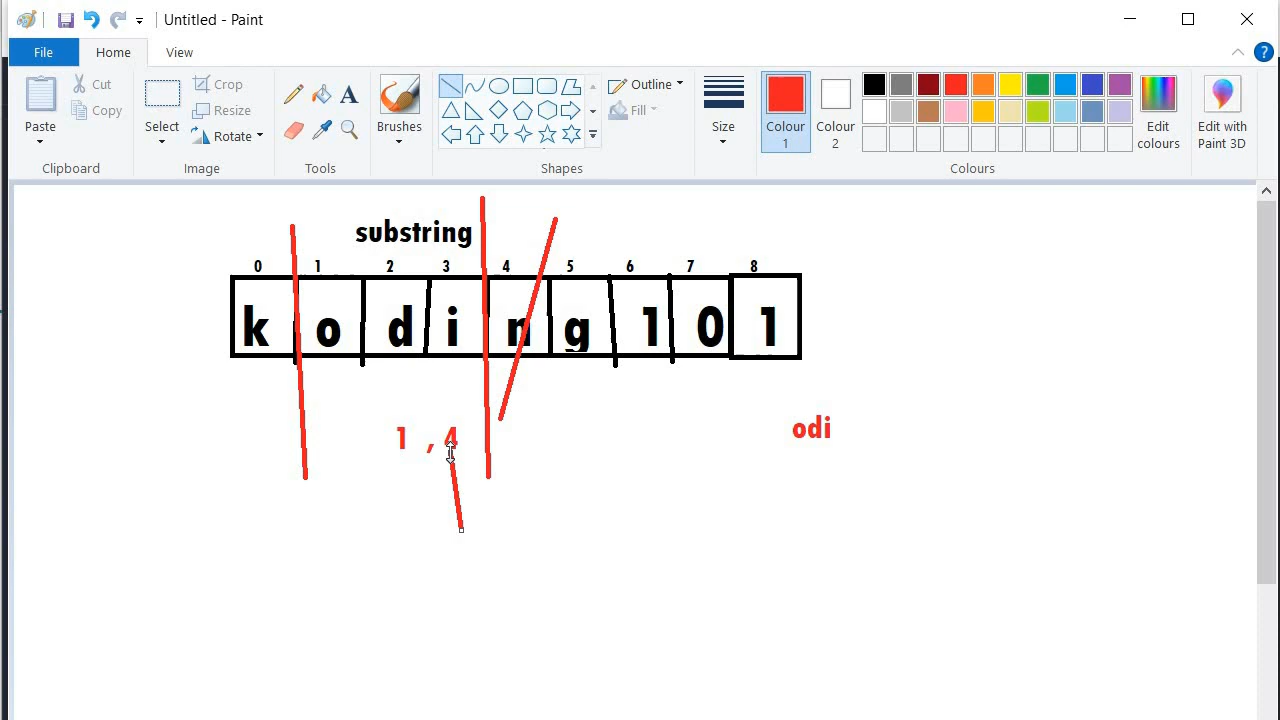 Untitled - Paint
File Home View
Cut
Copy
Paste
Crop
Resize
Rotate
Select
A
Brushes
Outline
Fill
Size
Colour 1
Colour 2
Edit colours
Edit with Paint 3D
Clipboard Image Tools Shapes Colours
substring
0 1 2 3 4 5 6 7 8
k o d i n g 1 0 1
1 , 4
odi